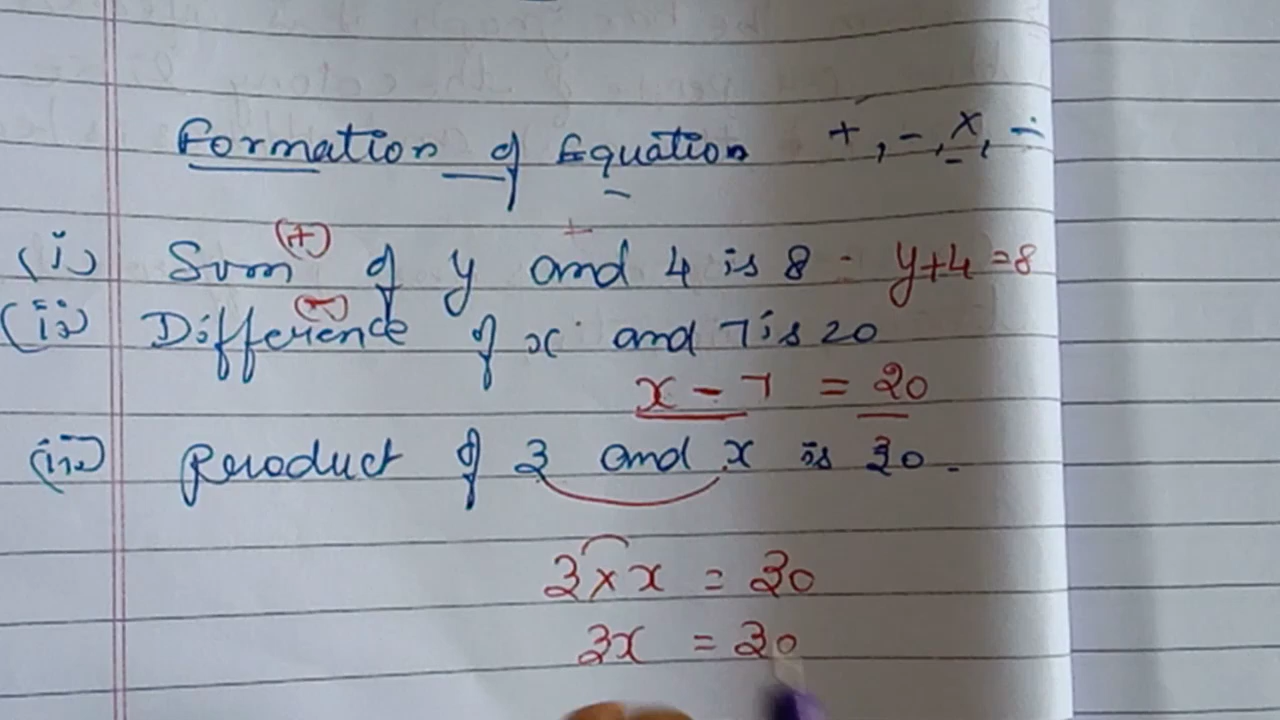 Formation of Equation +, -, ×, ÷
(+) +
(i) Sum of y and 4 is 8 - y+4=8
(-)
(ii) Difference of x and 7 is 20
x - 7 = 20
(iii) Product of 3 and x is 30.
3 × x = 30
3x = 30